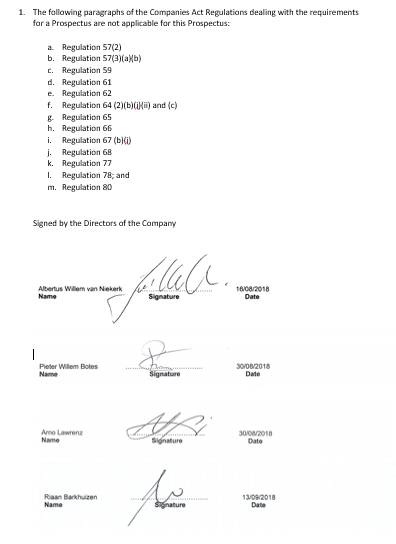 1. The following paragraphs of the Companies Act Regulations dealing with the requirements
for a Prospectus are not applicable for this Prospectus:
a. Regulation 57(2)
b. Regulation 57(3)(a)(b)
c. Regulation 59
d. Regulation 61
e. Regulation 62
f. Regulation 64 (2)(b)(j)(ii) and (c)
g. Regulation 65
h. Regulation 66
i. Regulation 67 (b)(j)
j. Regulation 68
k. Regulation 77
l. Regulation 78; and
m. Regulation 80
Signed by the Directors of the Company
Albertus Willem van Niekerk 16/08/2018
Name Signature Date
Pieter Willem Botes 30/08/2018
Name Signature Date
Arno Lawrenz 30/08/2018
Name Signature Date
Riaan Barkhuizen 13/09/2018
Name Signature Date